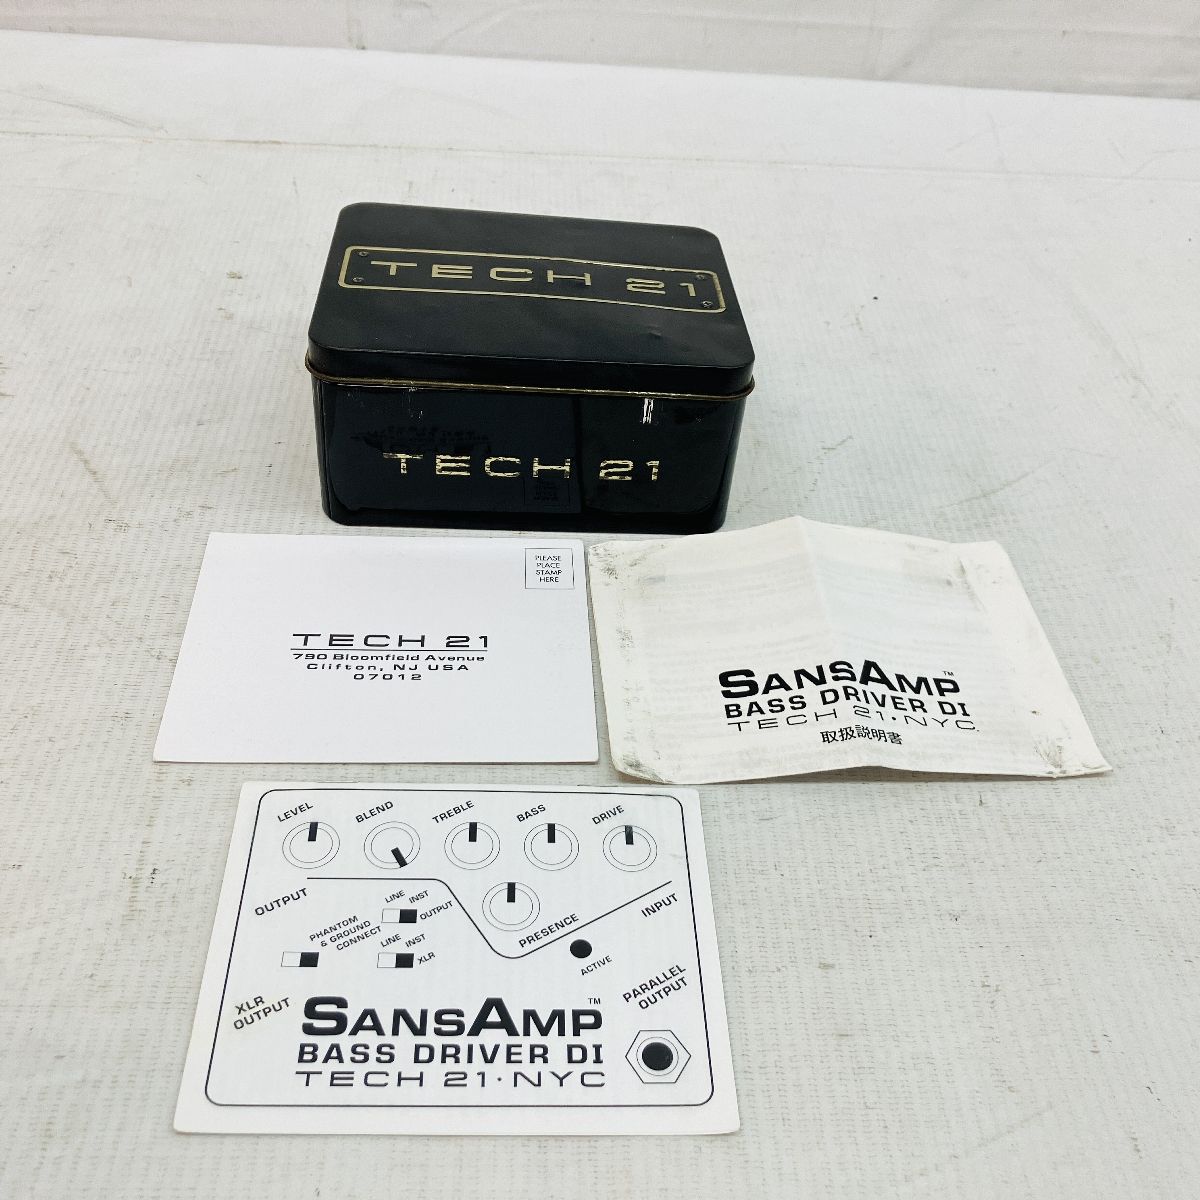 TECH 21
TECH 21
PLEASE
PLACE
STAMP
HERE
TECH 21
790 Bloomfield Avenue
Clifton, NJ USA
07012
SANSAMP™
BASS DRIVER DI
TECH 21·NYC
取扱説明書
LEVEL
BLEND
TREBLE
BASS
DRIVE
OUTPUT
PHANTOM
& GROUND
CONNECT
LINE
INST
OUTPUT
LINE
INST
XLR
PRESENCE
INPUT
ACTIVE
XLR
OUTPUT
PARALLEL
OUTPUT
SANSAMP™
BASS DRIVER DI
TECH 21·NYC